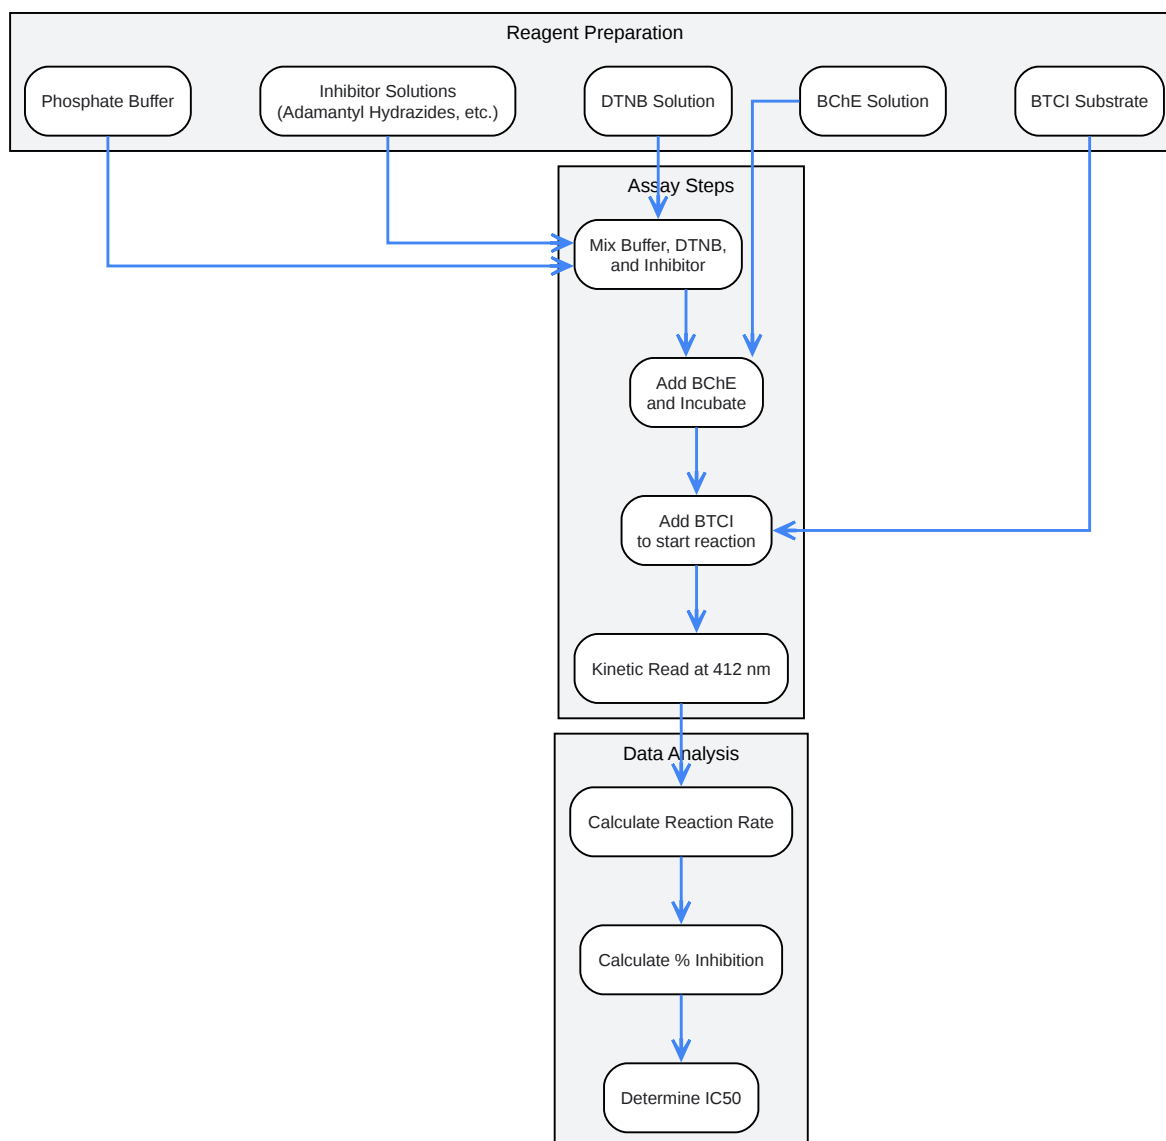 Reagent Preparation
Phosphate Buffer
Inhibitor Solutions
(Adamantyl Hydrazides, etc.)
DTNB Solution
BChE Solution
BTCI Substrate
Assay Steps
Mix Buffer, DTNB,
and Inhibitor
Add BChE
and Incubate
Add BTCI
to start reaction
Kinetic Read at 412 nm
Data Analysis
Calculate Reaction Rate
Calculate % Inhibition
Determine IC50